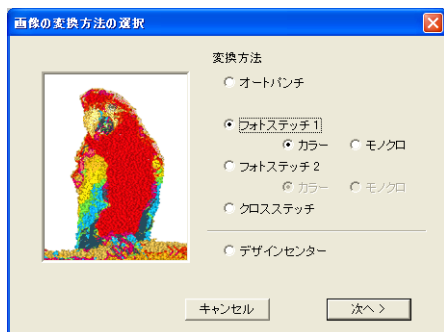 画像の変換方法の選択
変換方法
オートパンチ
フォトステッチ1
カラー モノクロ
フォトステッチ2
カラー モノクロ
クロスステッチ
デザインセンター
キャンセル 次へ >